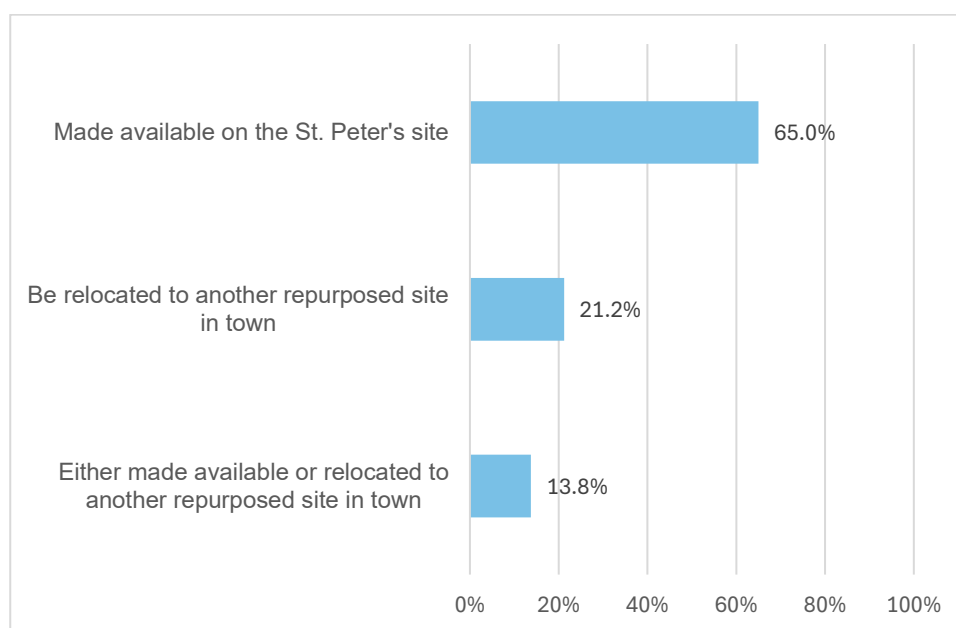 Made available on the St. Peter's site
65.0%
Be relocated to another repurposed site
in town
21.2%
Either made available or relocated to
another repurposed site in town
13.8%
0% 20% 40% 60% 80% 100%